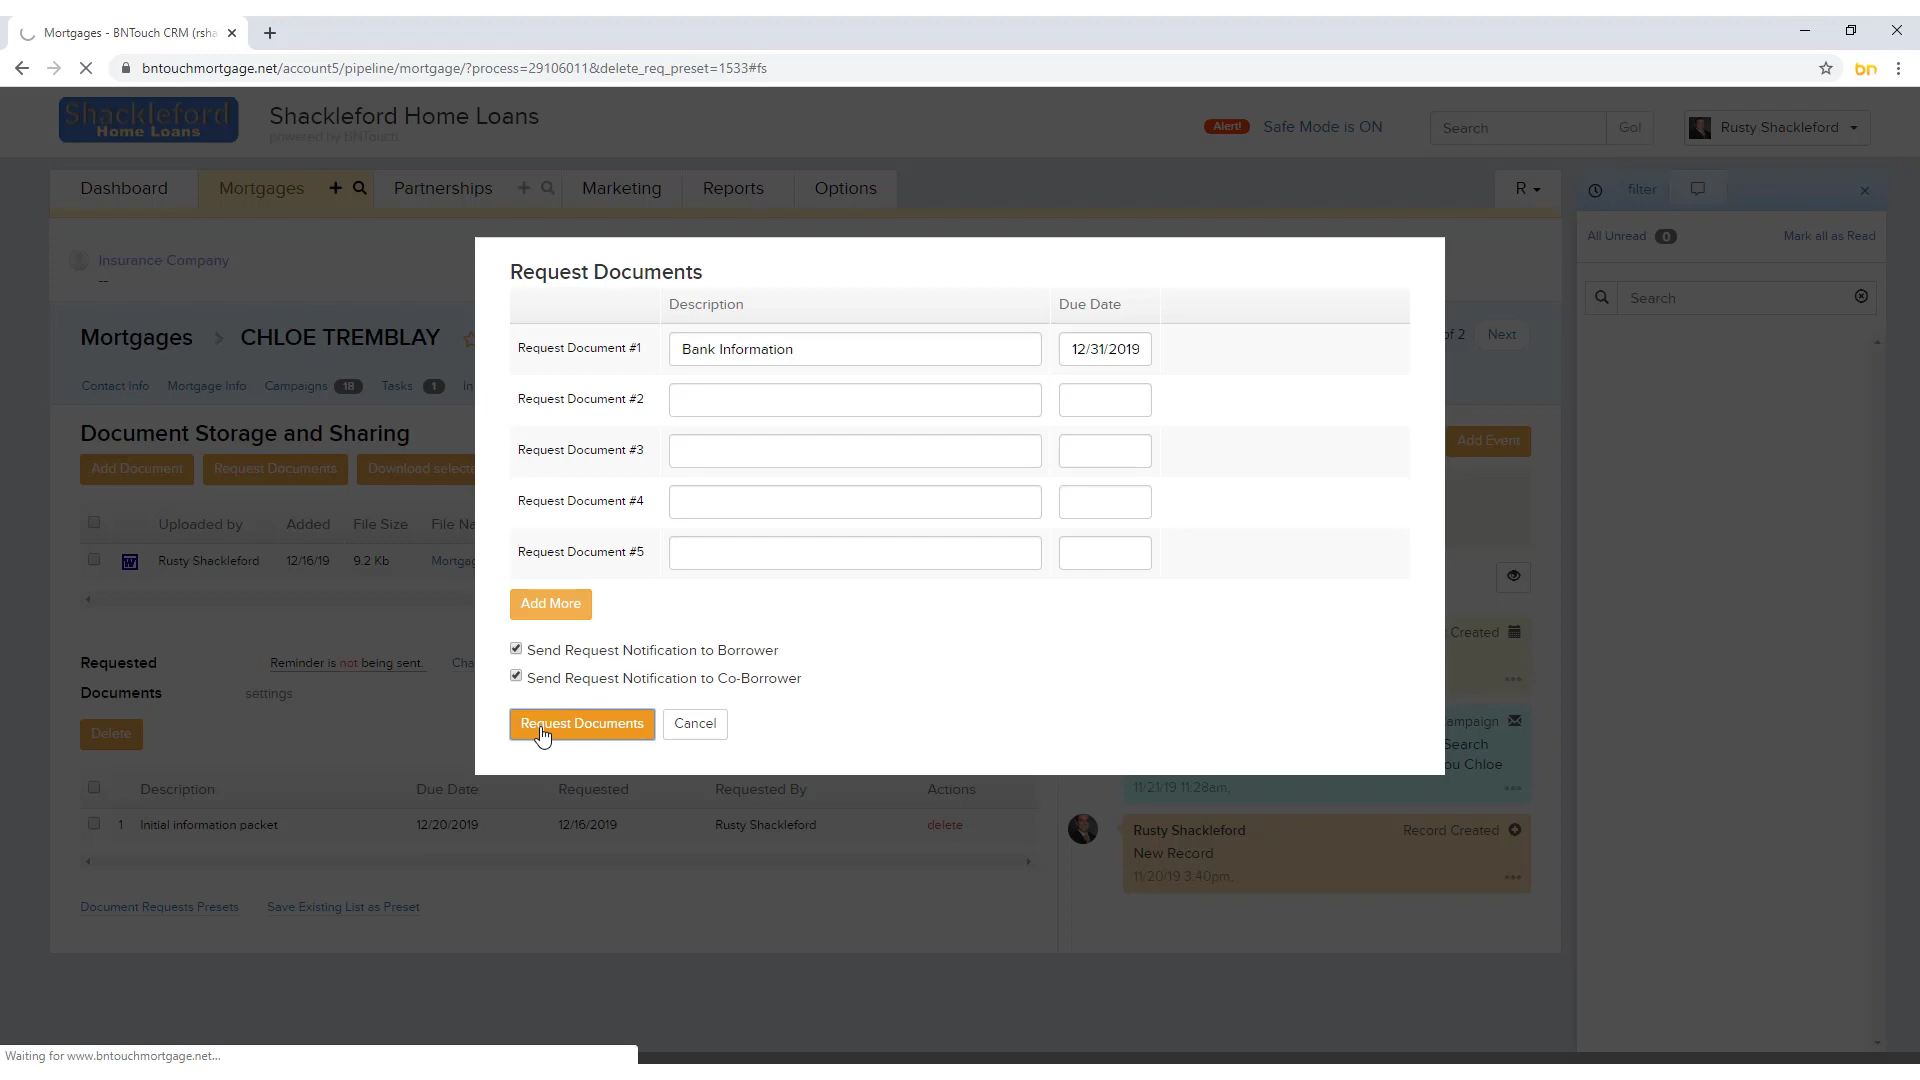 Mortgages - BNTouch CRM (rsha
bntouchmortgage.net/account5/pipeline/mortgage/?process=29106011&delete_req_preset=1533#fs
bn
Shackleford
Home Loans
Shackleford Home Loans
powered by BNTouch
Alert!
Safe Mode is ON
Search
Go!
Rusty Shackleford
Dashboard
Mortgages
Partnerships
Marketing
Reports
Options
R
filter
Insurance Company
--
All Unread 0
Mark all as Read
Search
Mortgages > CHLOE TREMBLAY
of 2
Next
Contact Info
Mortgage Info
Campaigns 18
Tasks 1
In
Document Storage and Sharing
Add Document
Request Documents
Download selecte
Add Event
Uploaded by
Added
File Size
File Na
W
Rusty Shackleford
12/16/19
9.2 Kb
Mortgag
Request Documents
Description
Due Date
Request Document #1
Bank Information
12/31/2019
Request Document #2
Request Document #3
Request Document #4
Request Document #5
Add More
Send Request Notification to Borrower
Send Request Notification to Co-Borrower
Request Documents
Cancel
Created
ampaign
Search
ou Chloe
11/21/19 11:28am,
Requested
Documents
Reminder is not being sent.
Cha
settings
Delete
Description
Due Date
Requested
Requested By
Actions
1
Initial information packet
12/20/2019
12/16/2019
Rusty Shackleford
delete
Rusty Shackleford
Record Created
New Record
11/20/19 3:40pm,
Document Requests Presets
Save Existing List as Preset
Waiting for www.bntouchmortgage.net...